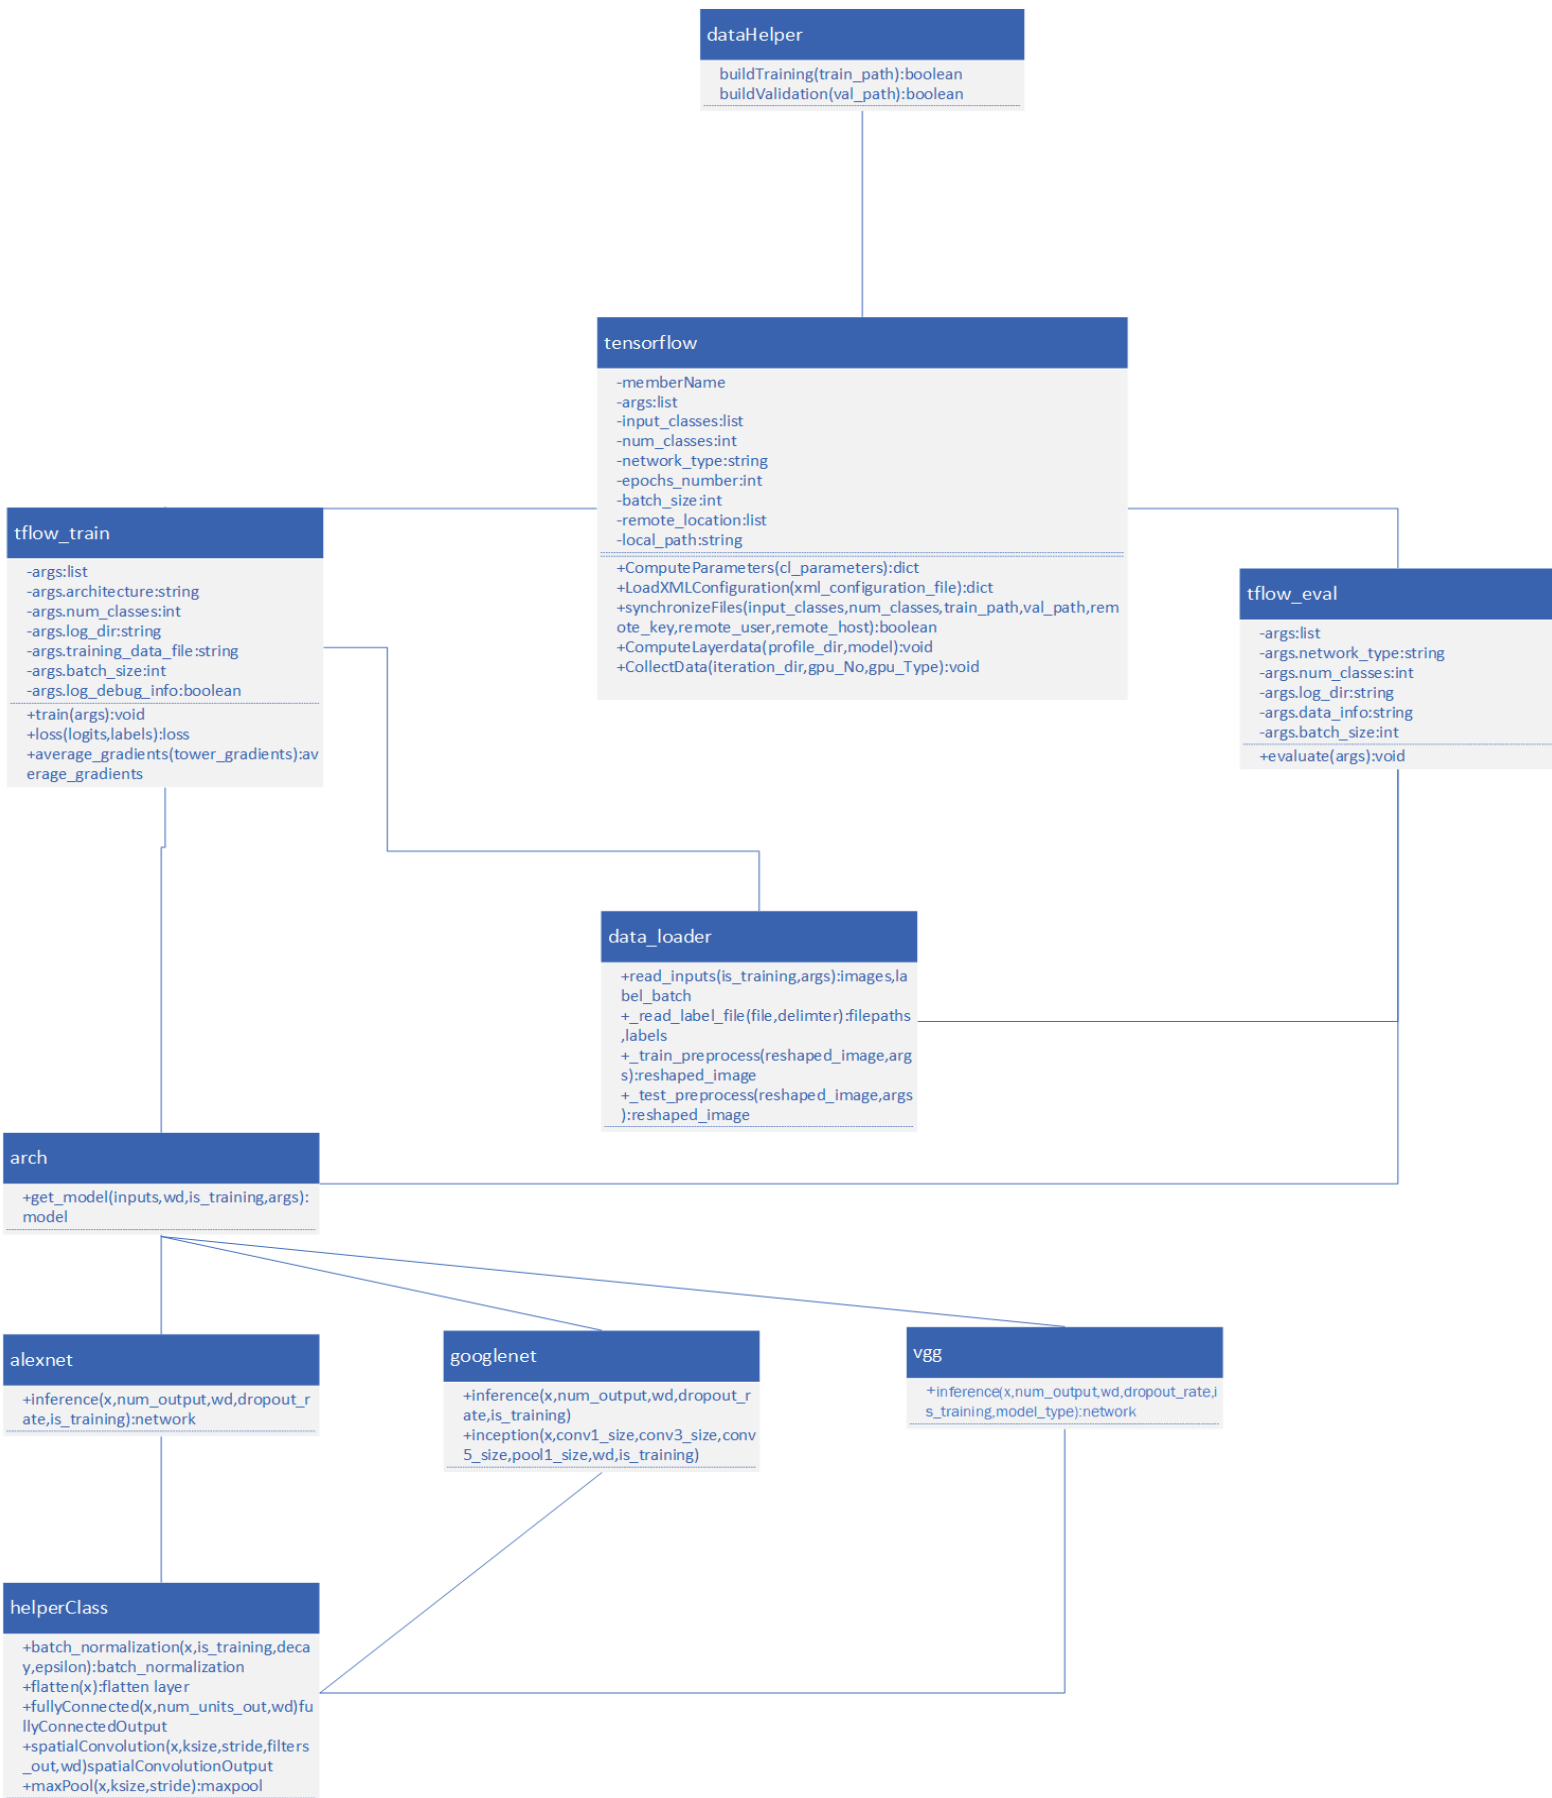 dataHelper
buildTraining(train_path):boolean
buildValidation(val_path):boolean
tensorflow
-memberName
-args:list
-input_classes:list
-num_classes:int
-network_type:string
-epochs_number:int
-batch_size:int
-remote_location:list
-local_path:string
+ComputeParameters(cl_parameters):dict
+LoadXMLConfiguration(xml_configuration_file):dict
+synchronizeFiles(input_classes,num_classes,train_path,val_path,rem
ote_key,remote_user,remote_host):boolean
+ComputeLayerdata(profile_dir,model):void
+CollectData(iteration_dir,gpu_No,gpu_Type):void
tflow_train
-args:list
-args.architecture:string
-args.num_classes:int
-args.log_dir:string
-args.training_data_file:string
-args.batch_size:int
-args.log_debug_info:boolean
+train(args):void
+loss(logits,labels):loss
+average_gradients(tower_gradients):av
erage_gradients
tflow_eval
-args:list
-args.network_type:string
-args.num_classes:int
-args.log_dir:string
-args.data_info:string
-args.batch_size:int
+evaluate(args):void
data_loader
+read_inputs(is_training,args):images,la
bel_batch
+_read_label_file(file,delimter):filepaths
,labels
+_train_preprocess(reshaped_image,arg
s):reshaped_image
+_test_preprocess(reshaped_image,args
):reshaped_image
arch
+get_model(inputs,wd,is_training,args):
model
alexnet
+inference(x,num_output,wd,dropout_r
ate,is_training):network
googlenet
+inference(x,num_output,wd,dropout_r
ate,is_training)
+inception(x,conv1_size,conv3_size,conv
5_size,pool1_size,wd,is_training)
vgg
+inference(x,num_output,wd,dropout_rate,i
s_training,model_type):network
helperClass
+batch_normalization(x,is_training,deca
y,epsilon):batch_normalization
+flatten(x):flatten layer
+fullyConnected(x,num_units_out,wd)fu
llyConnectedOutput
+spatialConvolution(x,ksize,stride,filters
_out,wd)spatialConvolutionOutput
+maxPool(x,ksize,stride):maxpool